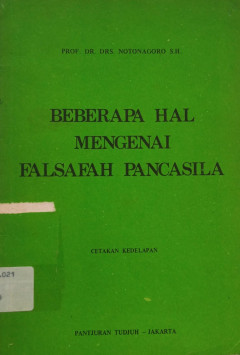 PROF. DR. DRS. NOTONAGORO S.H.
BEBERAPA HAL
MENGENAI
FALSAFAH PANCASILA
CETAKAN KEDELAPAN
PANTJURAN TUDJUH – JAKARTA